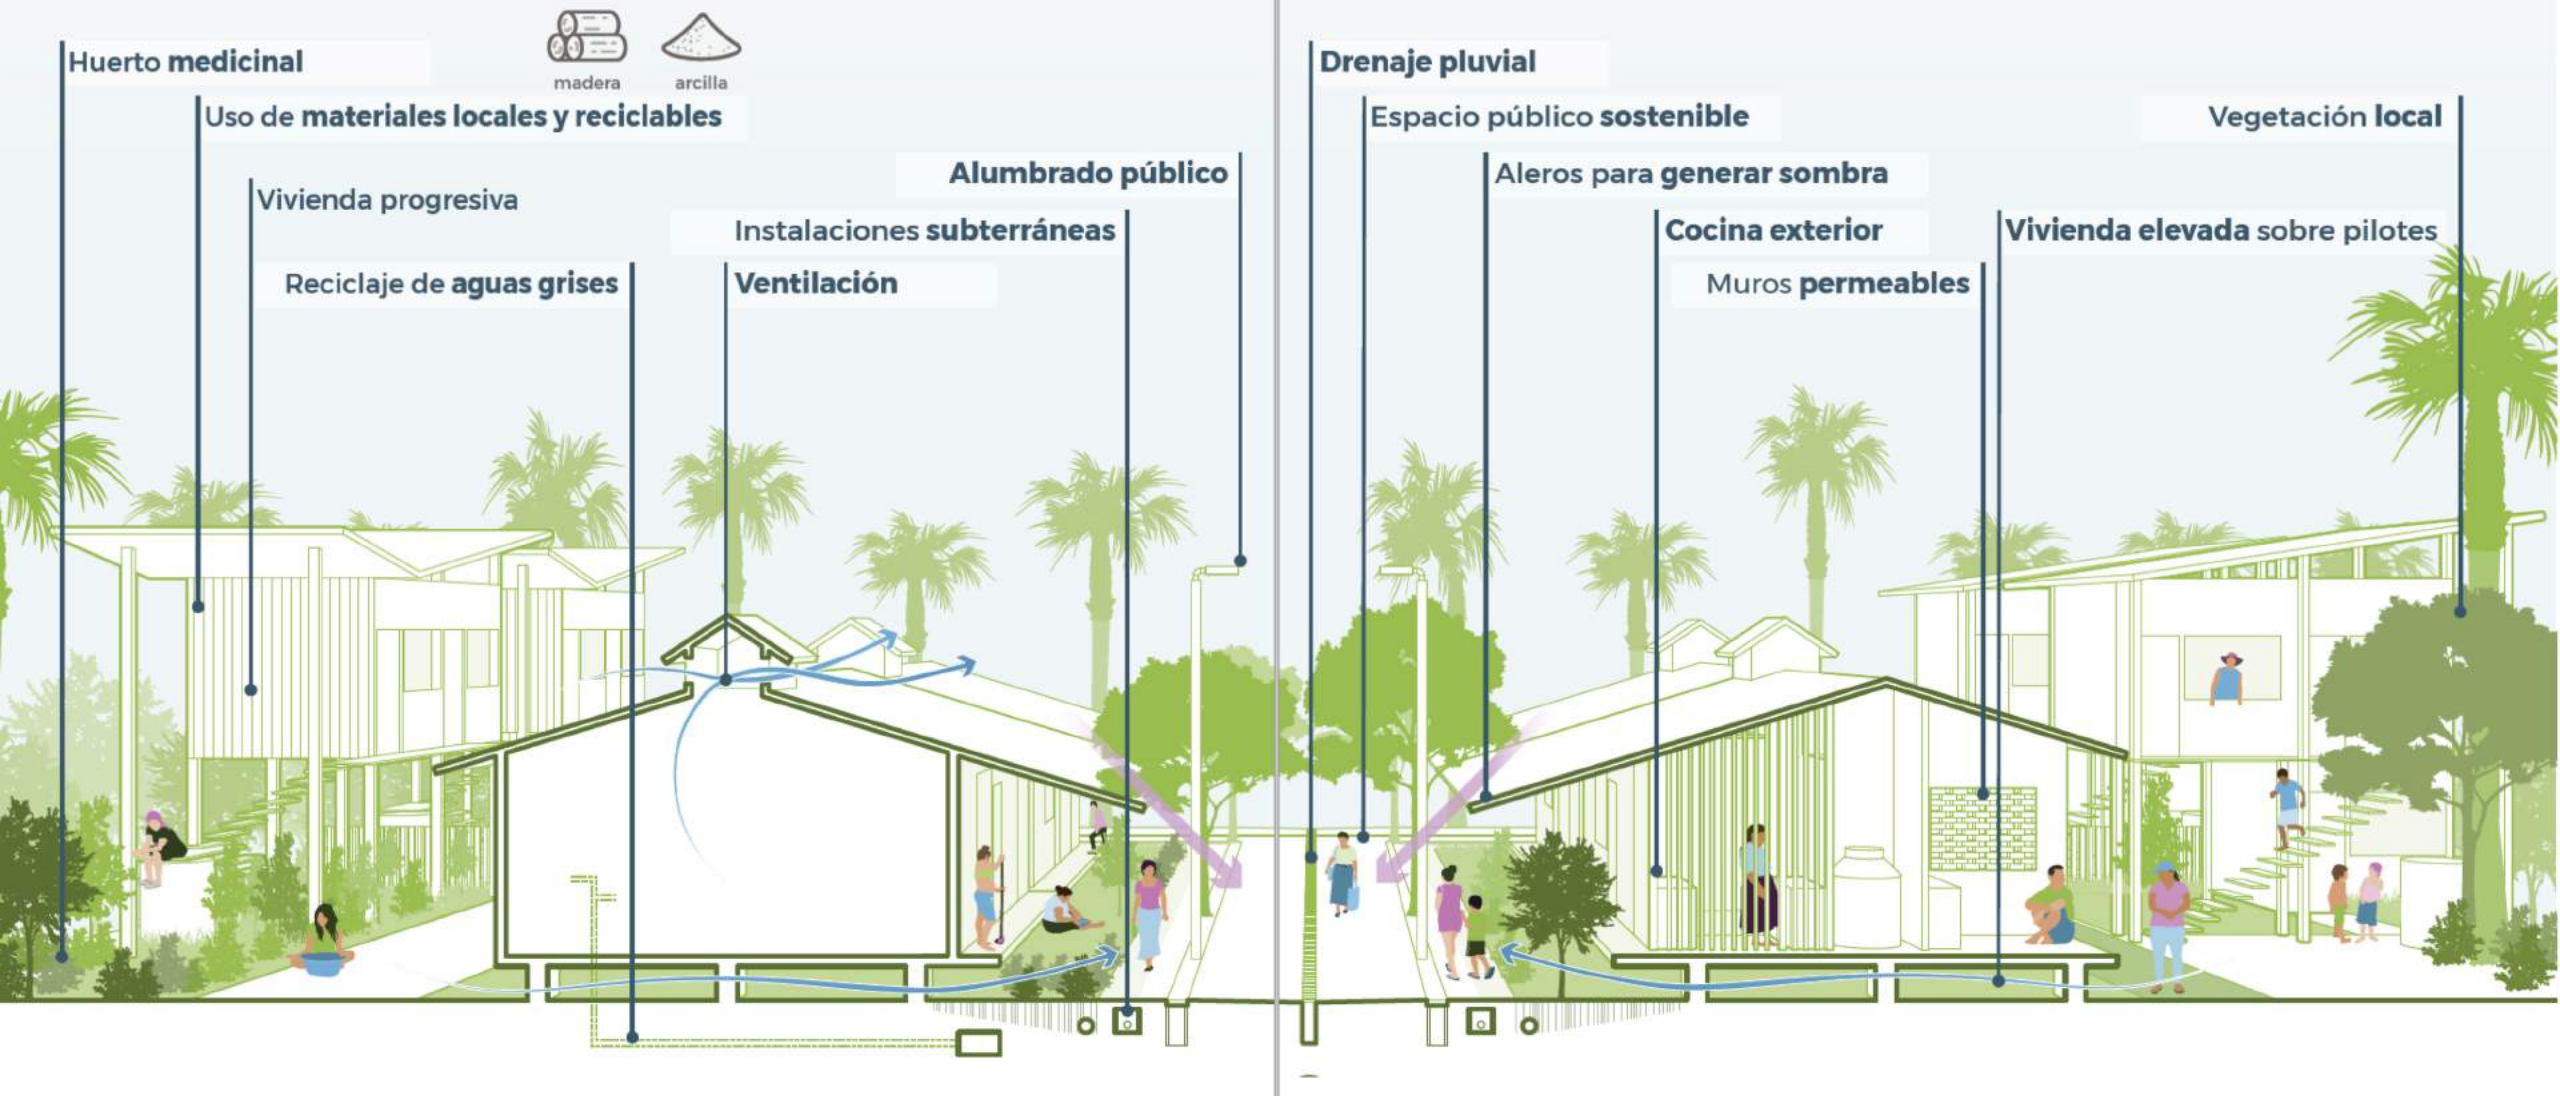 Huerto medicinal
madera
arcilla
Uso de materiales locales y reciclables
Vivienda progresiva
Alumbrado público
Instalaciones subterráneas
Reciclaje de aguas grises
Ventilación
Drenaje pluvial
Espacio público sostenible
Vegetación local
Aleros para generar sombra
Cocina exterior
Vivienda elevada sobre pilotes
Muros permeables